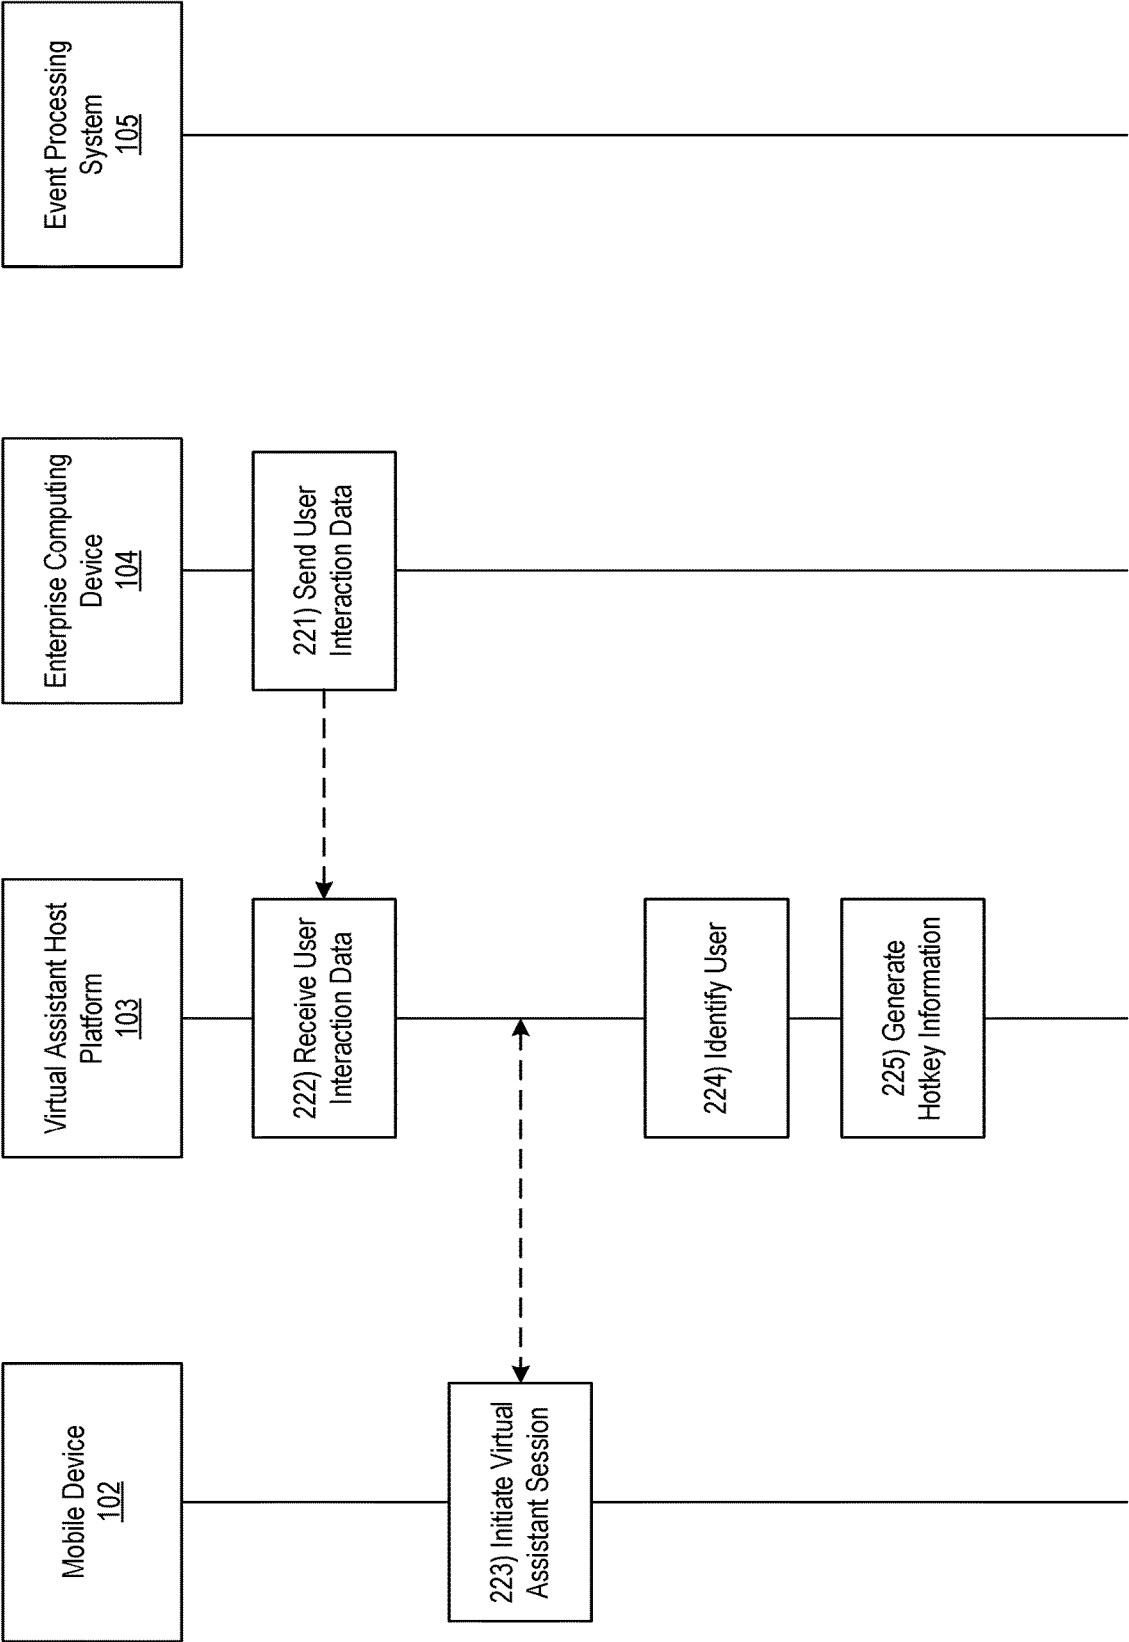 Mobile Device
102
Virtual Assistant Host
Platform
103
Enterprise Computing
Device
104
Event Processing
System
105
221) Send User
Interaction Data
222) Receive User
Interaction Data
223) Initiate Virtual
Assistant Session
224) Identify User
225) Generate
Hotkey Information